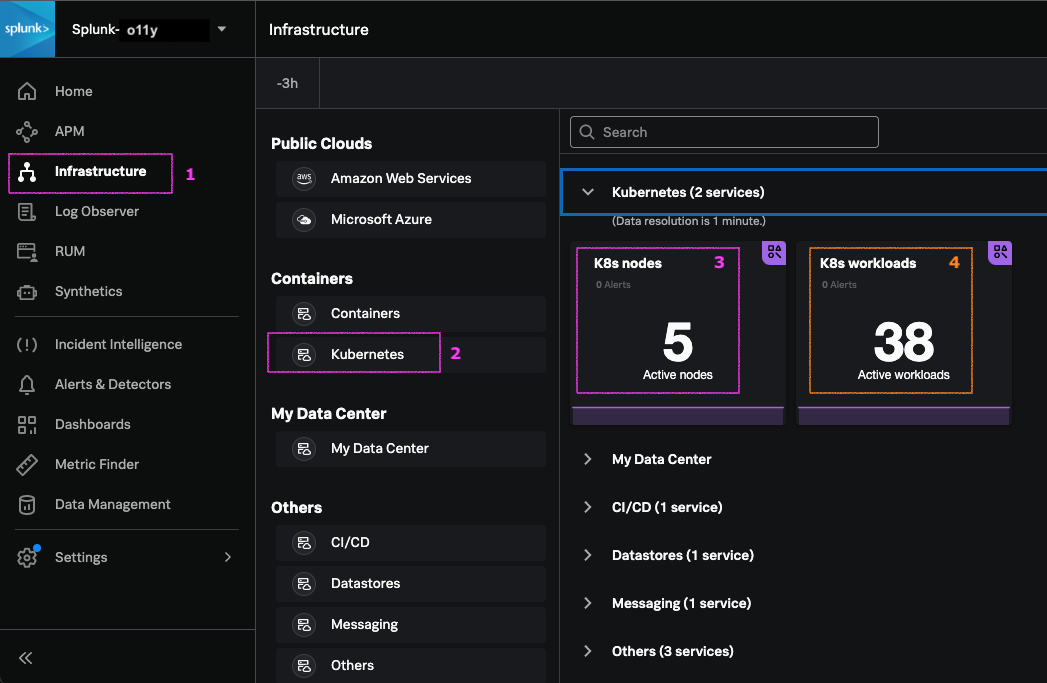 splunk>
Splunk- o11y
Infrastructure
-3h
Home
APM
Infrastructure 1
Log Observer
RUM
Synthetics
Incident Intelligence
Alerts & Detectors
Dashboards
Metric Finder
Data Management
Settings
Public Clouds
aws Amazon Web Services
Microsoft Azure
Containers
Containers
Kubernetes 2
My Data Center
My Data Center
Others
CI/CD
Datastores
Messaging
Others
Search
Kubernetes (2 services)
(Data resolution is 1 minute.)
K8s nodes 3
0 Alerts
5
Active nodes
K8s workloads 4
0 Alerts
38
Active workloads
My Data Center
CI/CD (1 service)
Datastores (1 service)
Messaging (1 service)
Others (3 services)